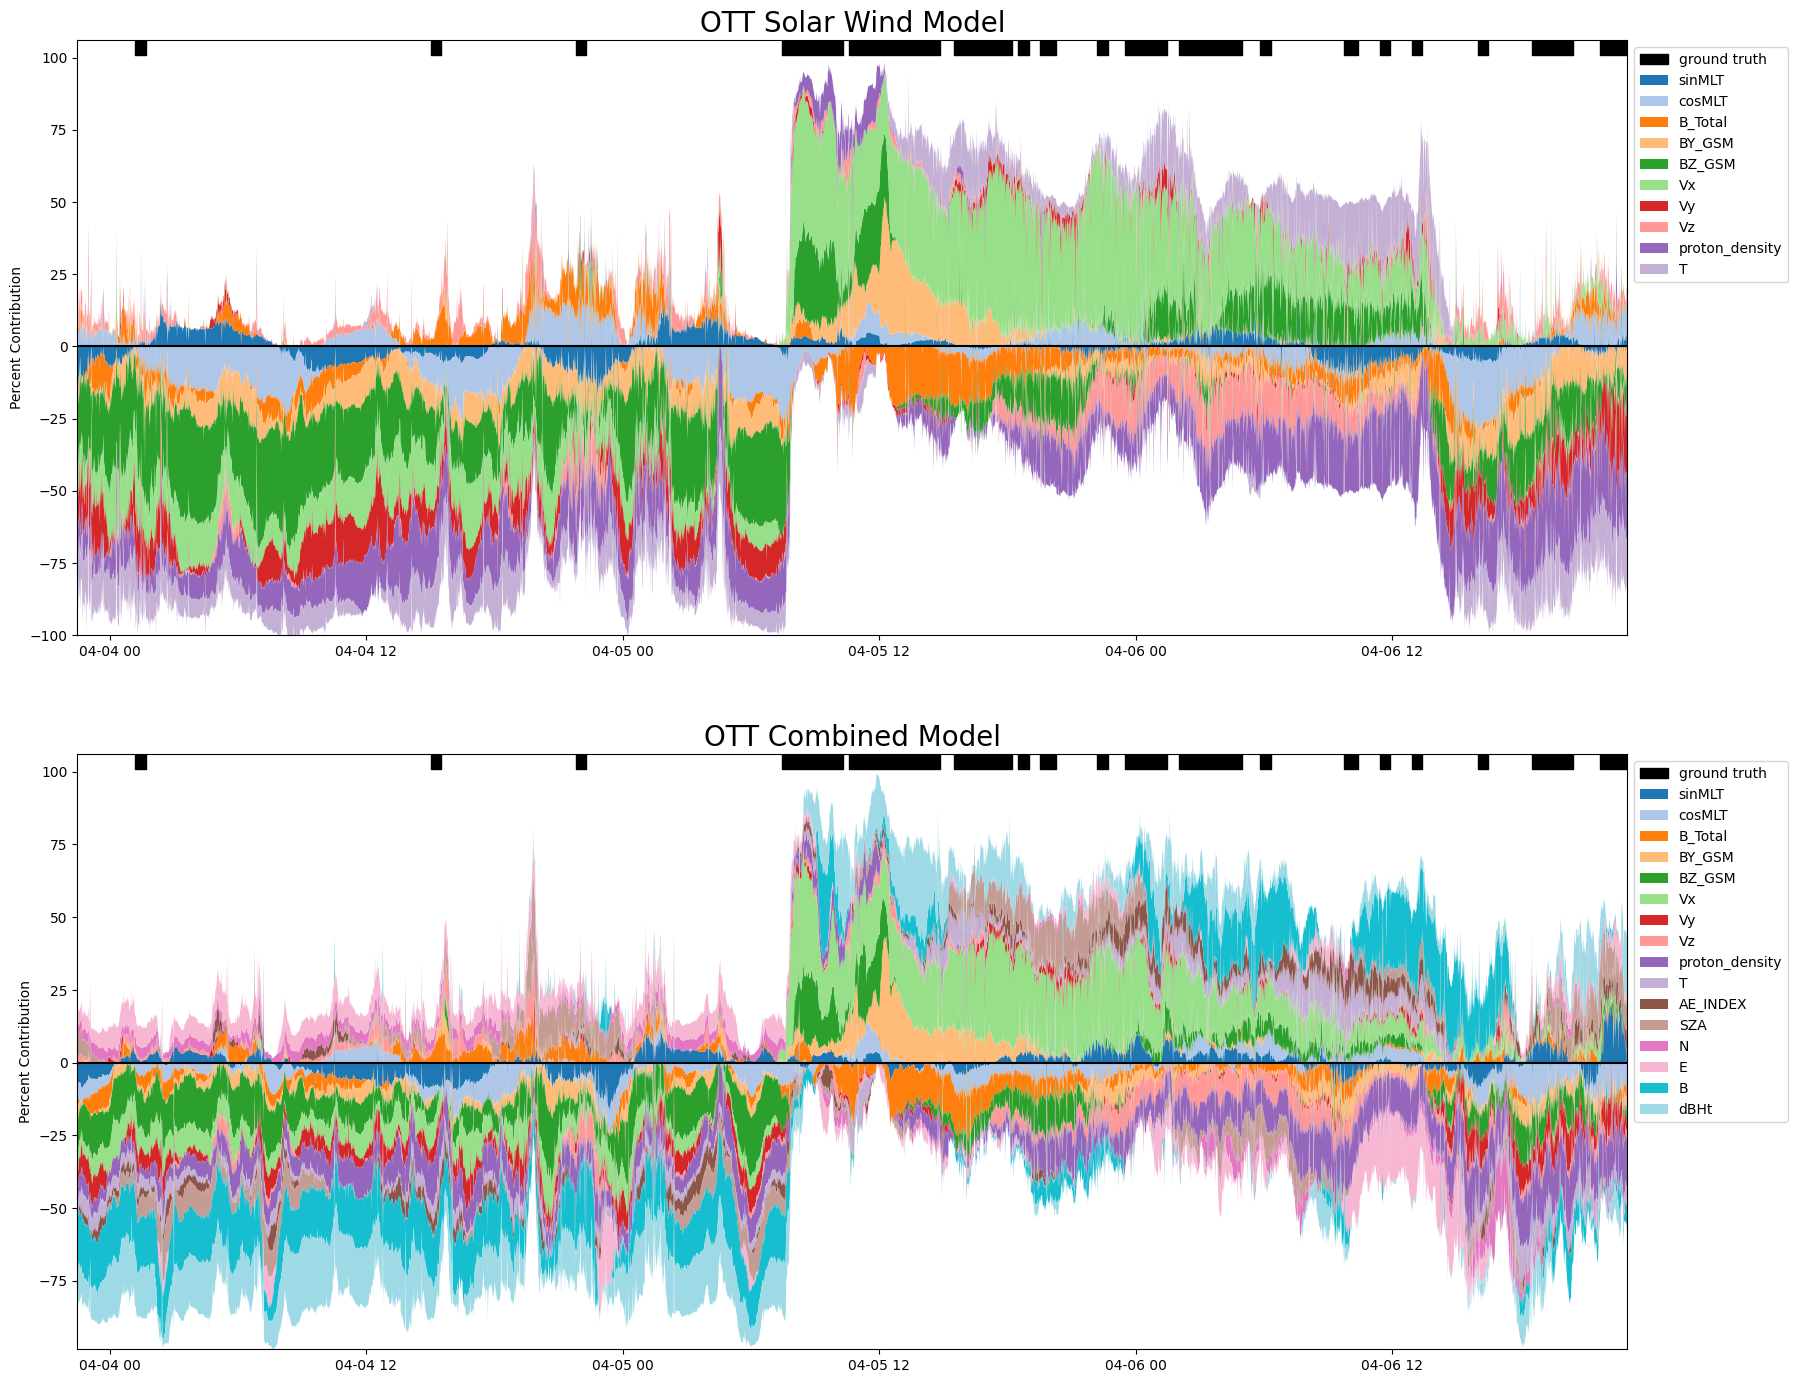 OTT Solar Wind Model
Percent Contribution
100
75
50
25
0
−25
−50
−75
−100
04-04 00
04-04 12
04-05 00
04-05 12
04-06 00
04-06 12
ground truth
sinMLT
cosMLT
B_Total
BY_GSM
BZ_GSM
Vx
Vy
Vz
proton_density
T
OTT Combined Model
Percent Contribution
100
75
50
25
0
−25
−50
−75
04-04 00
04-04 12
04-05 00
04-05 12
04-06 00
04-06 12
ground truth
sinMLT
cosMLT
B_Total
BY_GSM
BZ_GSM
Vx
Vy
Vz
proton_density
T
AE_INDEX
SZA
N
E
B
dBHt